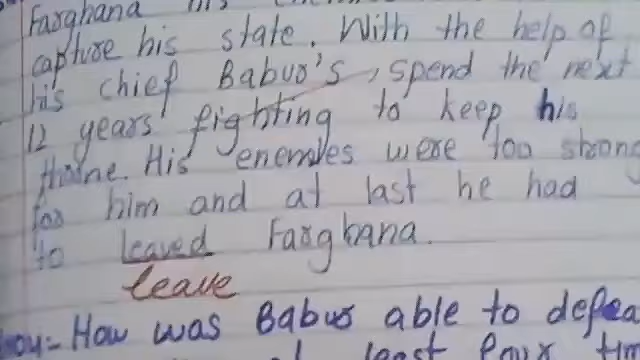 Farghana his
capture his state. With the help of
his chief Babur's, spend the next
12 years fighting to keep his
thorne. His enemies were too strong
for him and at last he had
to leaved Farghana.
leave
How was Babur able to defea
least four tim